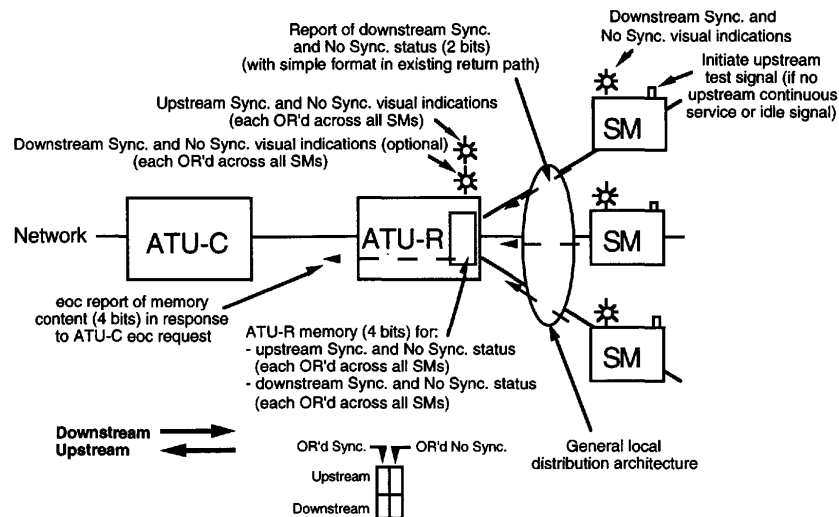 Report of downstream Sync.
and No Sync. status (2 bits)
(with simple format in existing return path)
Downstream Sync. and
No Sync. visual indications
Initiate upstream
test signal (if no
upstream continuous
service or idle signal)
Upstream Sync. and No Sync. visual indications
(each OR'd across all SMs)
Downstream Sync. and No Sync. visual indications (optional)
(each OR'd across all SMs)
SM
Network
ATU-C
ATU-R
SM
SM
eoc report of memory
content (4 bits) in response
to ATU-C eoc request
ATU-R memory (4 bits) for:
- upstream Sync. and No Sync. status
(each OR'd across all SMs)
- downstream Sync. and No Sync. status
(each OR'd across all SMs)
General local
distribution architecture
Downstream
Upstream
OR'd Sync.
OR'd No Sync.
Upstream
Downstream